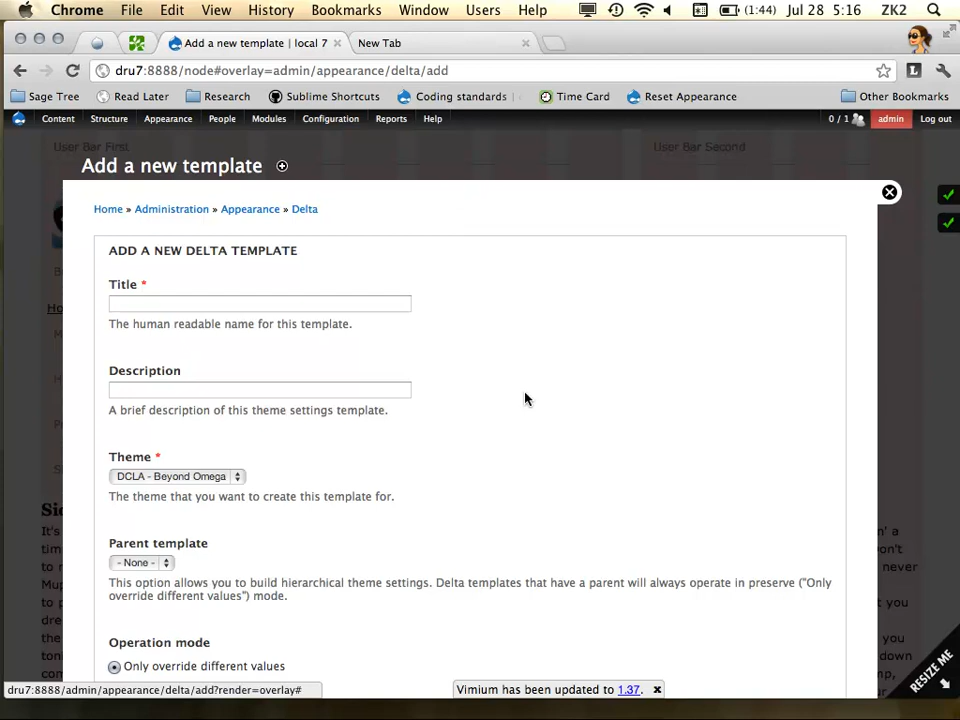 Chrome File Edit View History Bookmarks Window Users Help (1:44) Jul 28 5:16 ZK2
Add a new template | local 7 New Tab
dru7:8888/node#overlay=admin/appearance/delta/add
Sage Tree Read Later Research Sublime Shortcuts Coding standards | Time Card Reset Appearance Other Bookmarks
Content Structure Appearance People Modules Configuration Reports Help 0 / 1 admin Log out
User Bar First User Bar Second
Add a new template
Home » Administration » Appearance » Delta
ADD A NEW DELTA TEMPLATE
Title *
The human readable name for this template.
Description
A brief description of this theme settings template.
Theme *
DCLA - Beyond Omega
The theme that you want to create this template for.
Parent template
- None -
This option allows you to build hierarchical theme settings. Delta templates that have a parent will always operate in preserve ("Only
override different values") mode.
Operation mode
Only override different values
RESIZE ME
dru7:8888/admin/appearance/delta/add?render=overlay#
Vimium has been updated to 1.37.